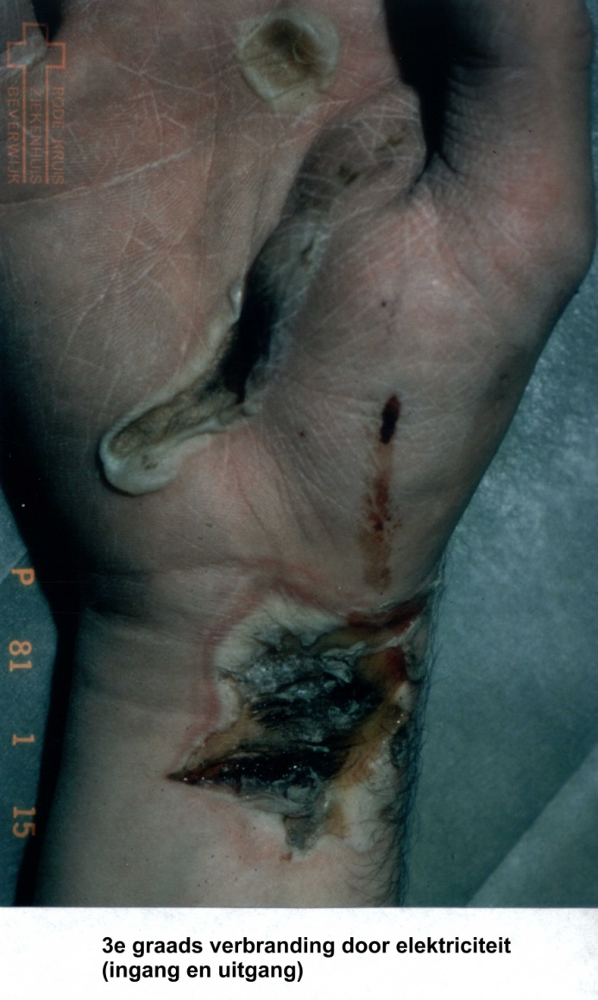 RODE KRUIS
ZIEKENHUIS
BEVERWIJK
P 81 1 15
3e graads verbranding door elektriciteit
(ingang en uitgang)